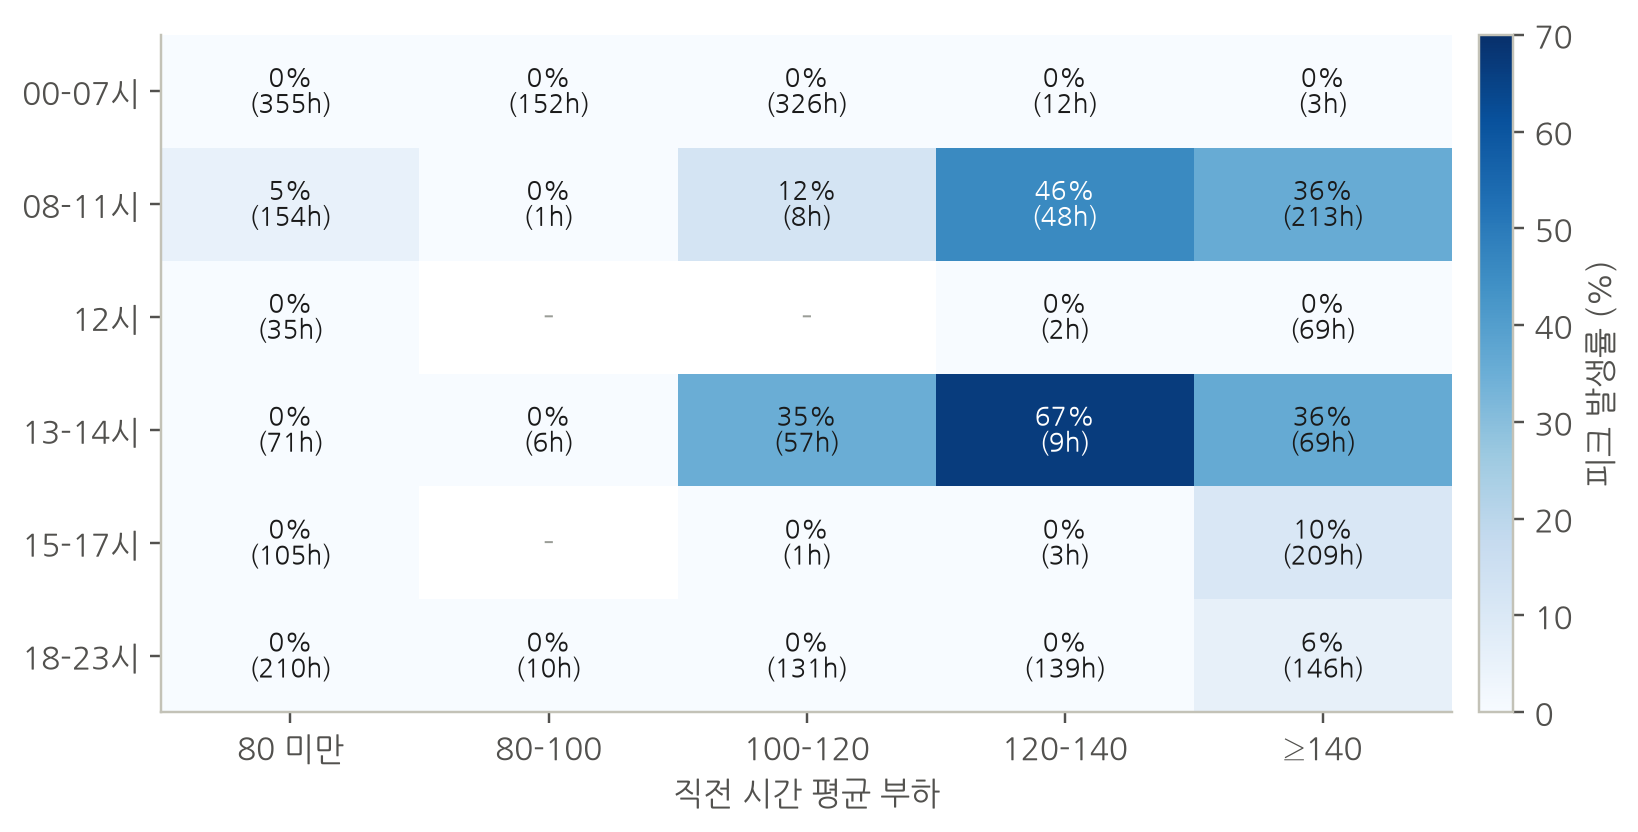 00-07시
0%
(355h)
0%
(152h)
0%
(326h)
0%
(12h)
0%
(3h)
08-11시
5%
(154h)
0%
(1h)
12%
(8h)
46%
(48h)
36%
(213h)
12시
0%
(35h)
-
-
0%
(2h)
0%
(69h)
13-14시
0%
(71h)
0%
(6h)
35%
(57h)
67%
(9h)
36%
(69h)
15-17시
0%
(105h)
-
0%
(1h)
0%
(3h)
10%
(209h)
18-23시
0%
(210h)
0%
(10h)
0%
(131h)
0%
(139h)
6%
(146h)
80 미만
80-100
100-120
120-140
≥140
직전 시간 평균 부하
70
60
50
40
30
20
10
0
피크 발생률 (%)